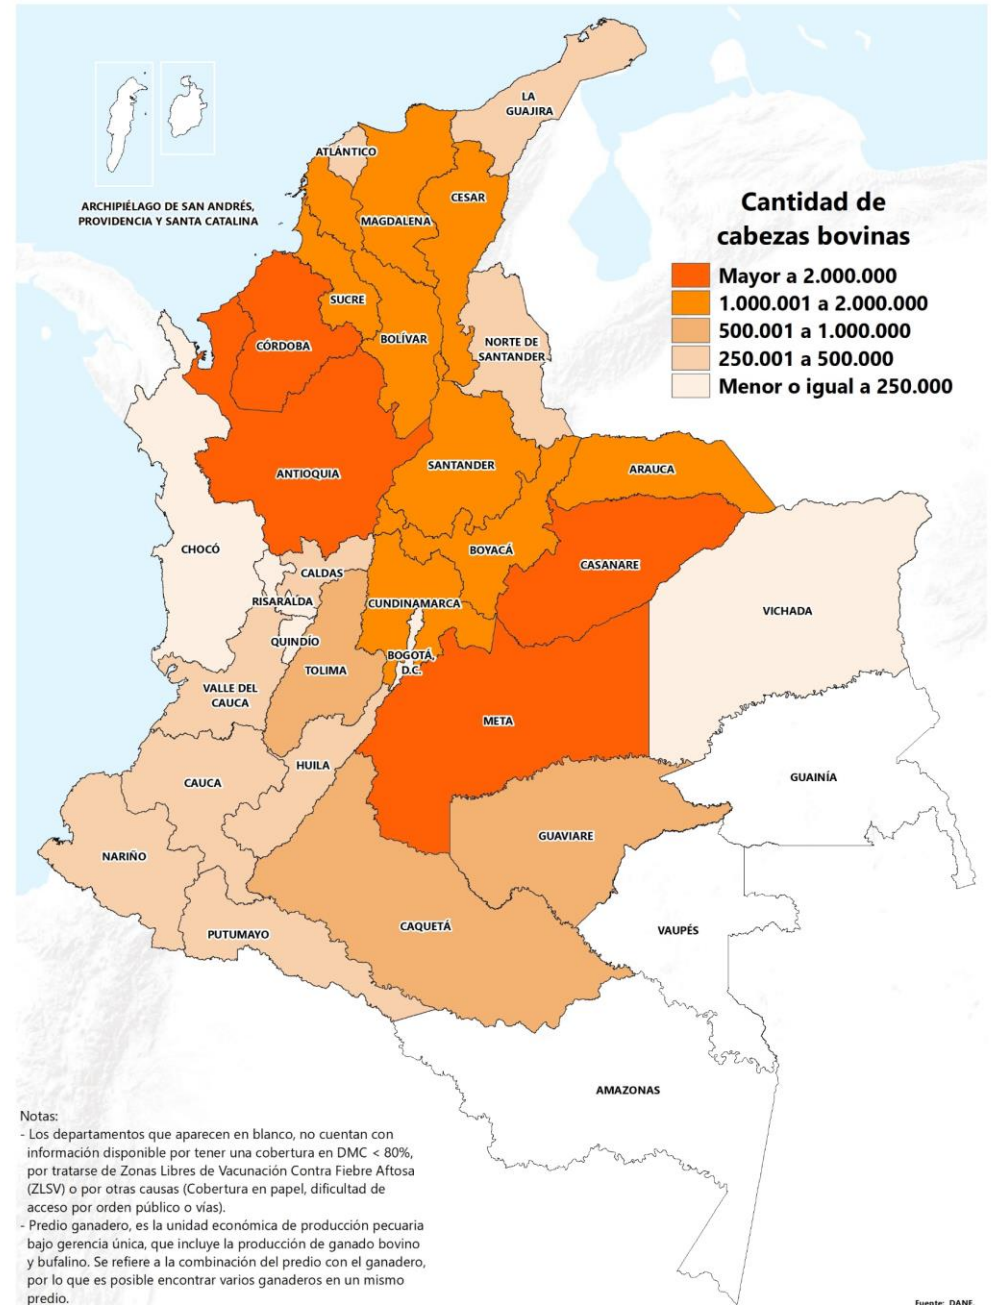 LA
GUAJIRA
ATLÁNTICO
CESAR
MAGDALENA
ARCHIPIÉLAGO DE SAN ANDRÉS,
PROVIDENCIA Y SANTA CATALINA
Cantidad de
cabezas bovinas
Mayor a 2.000.000
1.000.001 a 2.000.000
500.001 a 1.000.000
250.001 a 500.000
Menor o igual a 250.000
SUCRE
BOLÍVAR
NORTE DE
SANTANDER
CÓRDOBA
SANTANDER
ARAUCA
ANTIOQUIA
CHOCÓ
BOYACÁ
CASANARE
CALDAS
RISARALDA
CUNDINAMARCA
VICHADA
QUINDÍO
BOGOTÁ,
D.C.
TOLIMA
VALLE DEL
CAUCA
META
HUILA
CAUCA
GUAINÍA
GUAVIARE
NARIÑO
CAQUETÁ
VAUPÉS
PUTUMAYO
AMAZONAS
Notas:
- Los departamentos que aparecen en blanco, no cuentan con
información disponible por tener una cobertura en DMC < 80%,
por tratarse de Zonas Libres de Vacunación Contra Fiebre Aftosa
(ZLSV) o por otras causas (Cobertura en papel, dificultad de
acceso por orden público o vías).
- Predio ganadero, es la unidad económica de producción pecuaria
bajo gerencia única, que incluye la producción de ganado bovino
y bufalino. Se refiere a la combinación del predio con el ganadero,
por lo que es posible encontrar varios ganaderos en un mismo
predio.
Fuente: DANE.